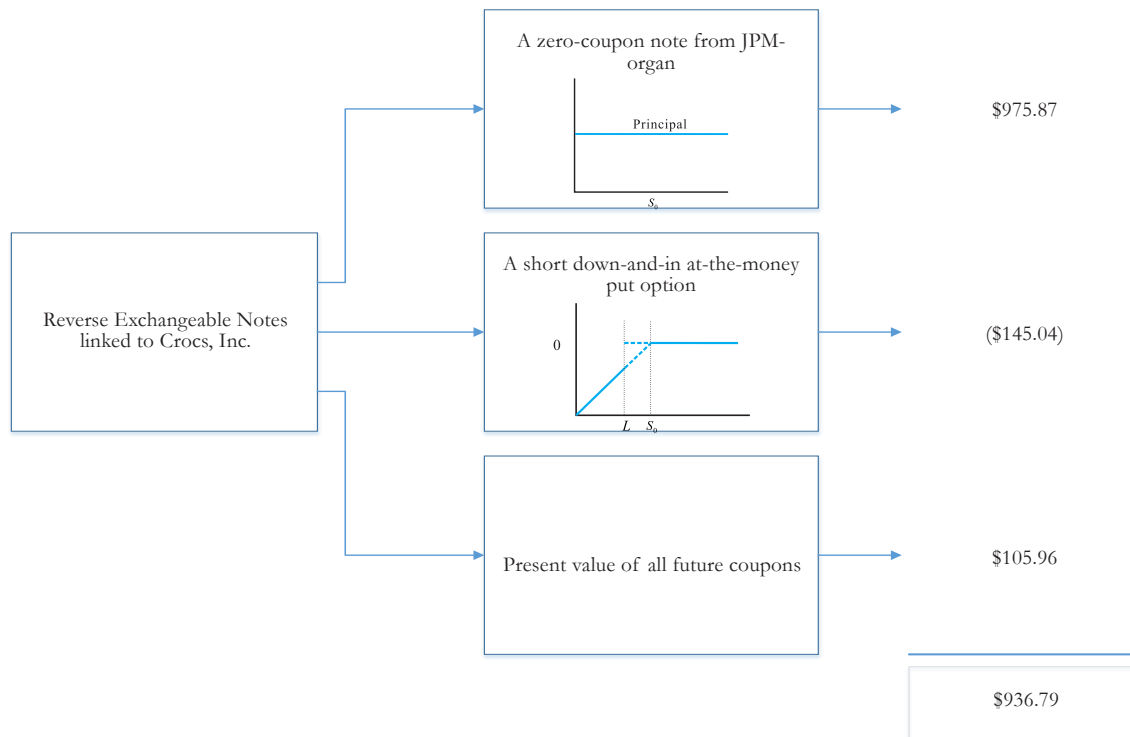 A zero-coupon note from JPM-
organ
Principal
S₀
$975.87
Reverse Exchangeable Notes
linked to Crocs, Inc.
A short down-and-in at-the-money
put option
0
L S₀
($145.04)
Present value of all future coupons
$105.96
$936.79